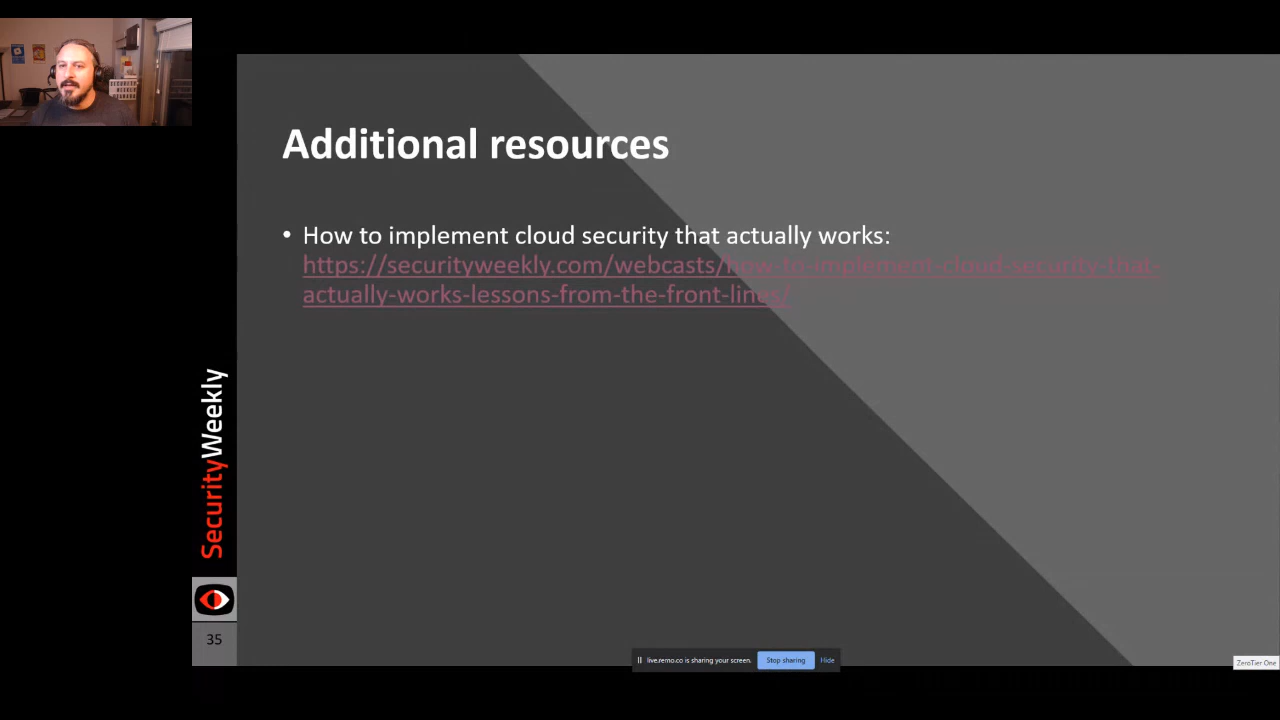 Additional resources
• How to implement cloud security that actually works:
https://securityweekly.com/webcasts/how-to-implement-cloud-security-that-
actually-works-lessons-from-the-front-lines/
SecurityWeekly
35
live.remo.co is sharing your screen.
Stop sharing
Hide
ZeroTier One